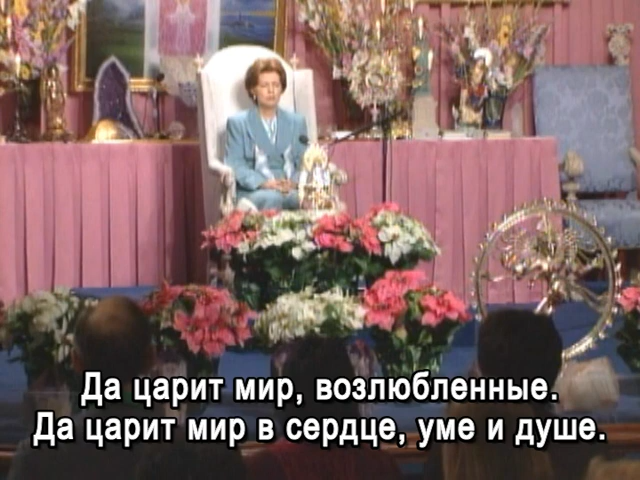 Да царит мир, возлюбленные.
Да царит мир в сердце, уме и душе.